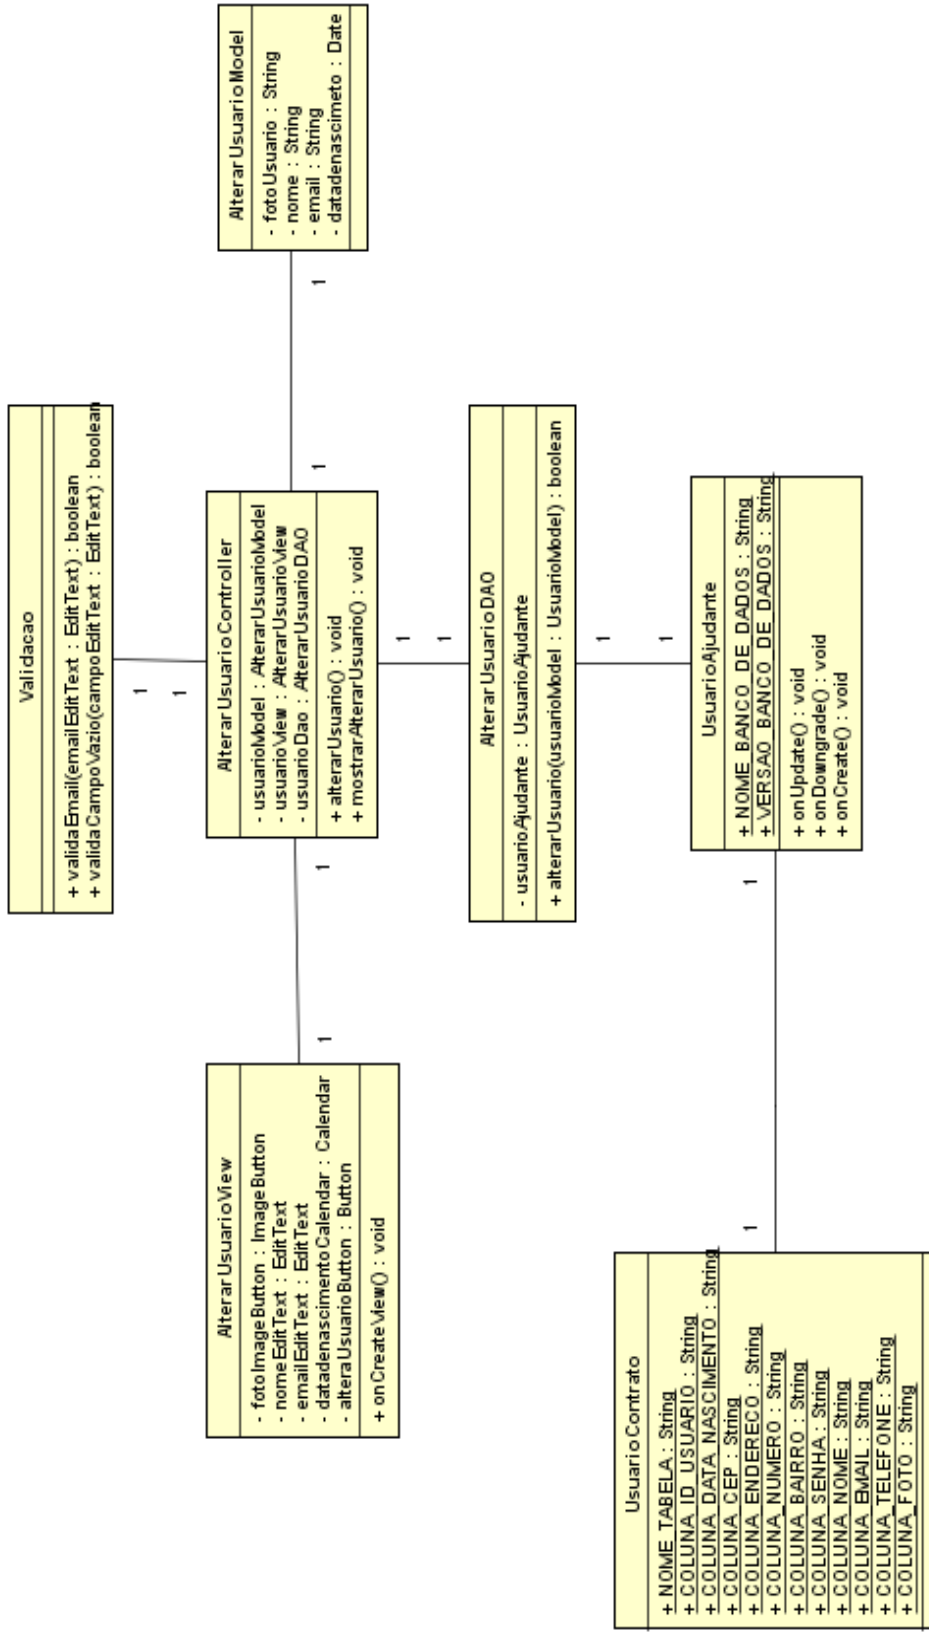 Validacao
+ validaEmail(emailEditText : EditText) : boolean
+ validaCampoVazio(campoEditText : EditText) : boolean
1
1
AlterarUsuarioView
- fotoImageButton : ImageButton
- nomeEditText : EditText
- emailEditText : EditText
- datadenascimentoCalendar : Calendar
- alteraUsuarioButton : Button
+ onCreateView() : void
1
1
AlterarUsuarioController
- usuarioModel : AlterarUsuarioModel
- usuarioView : AlterarUsuarioView
- usuarioDao : AlterarUsuarioDAO
+ alterarUsuario() : void
+ mostrarAlterarUsuario() : void
1
1
AlterarUsuarioModel
- fotoUsuario : String
- nome : String
- email : String
- datadenascimeto : Date
1
1
AlterarUsuarioDAO
- usuarioAjudante : UsuarioAjudante
+ alterarUsuario(usuarioModel : UsuarioModel) : boolean
1
1
UsuarioContrato
+ NOME_TABELA : String
+ COLUNA_ID_USUARIO : String
+ COLUNA_DATA_NASCIMENTO : String
+ COLUNA_CEP : String
+ COLUNA_ENDERECO : String
+ COLUNA_NUMERO : String
+ COLUNA_BAIRRO : String
+ COLUNA_SENHA : String
+ COLUNA_NOME : String
+ COLUNA_EMAIL : String
+ COLUNA_TELEFONE : String
+ COLUNA_FOTO : String
1
1
UsuarioAjudante
+ NOME_BANCO_DE_DADOS : String
+ VERSAO_BANCO_DE_DADOS : String
+ onUpdate() : void
+ onDowngrade() : void
+ onCreate() : void